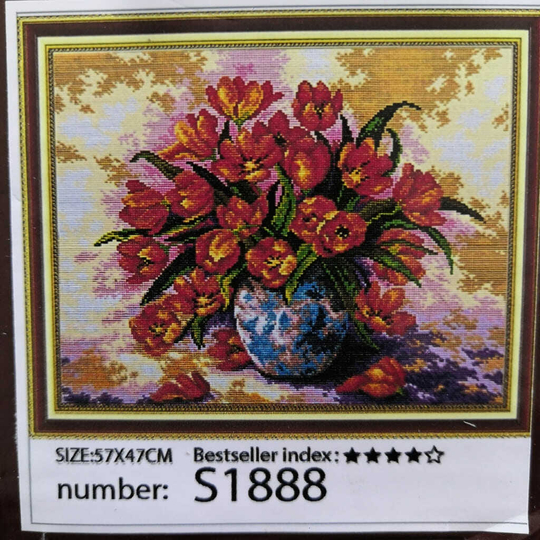 SIZE:57X47CM Bestseller index: ★★★★☆
number: S1888